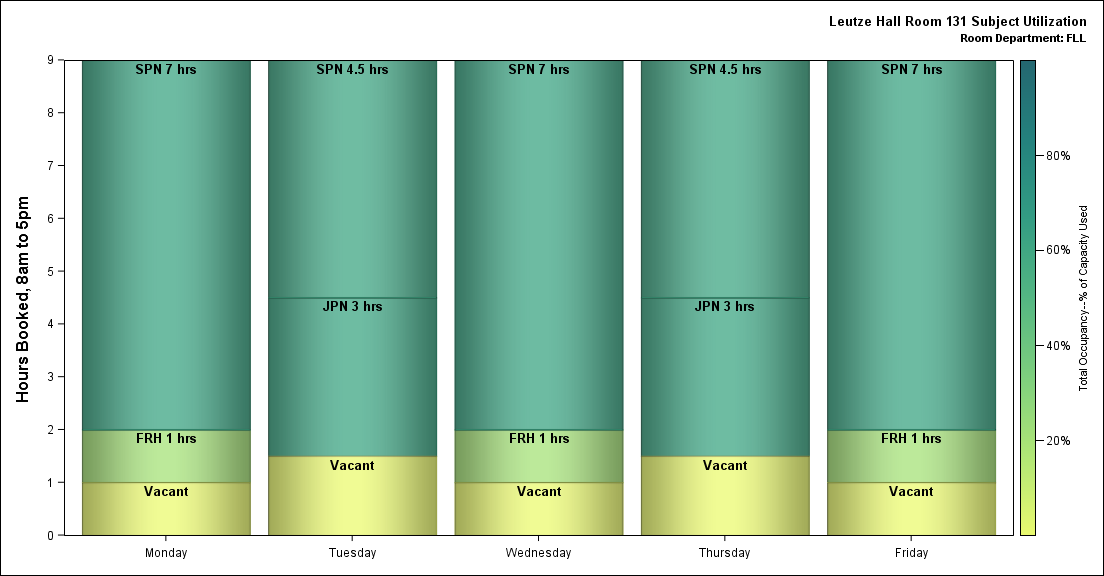 Leutze Hall Room 131 Subject Utilization
Room Department: FLL
Hours Booked, 8am to 5pm
9
8
7
6
5
4
3
2
1
0
SPN 7 hrs
FRH 1 hrs
Vacant
Monday
SPN 4.5 hrs
JPN 3 hrs
Vacant
Tuesday
SPN 7 hrs
FRH 1 hrs
Vacant
Wednesday
SPN 4.5 hrs
JPN 3 hrs
Vacant
Thursday
SPN 7 hrs
FRH 1 hrs
Vacant
Friday
80%
60%
40%
20%
Total Occupancy--% of Capacity Used